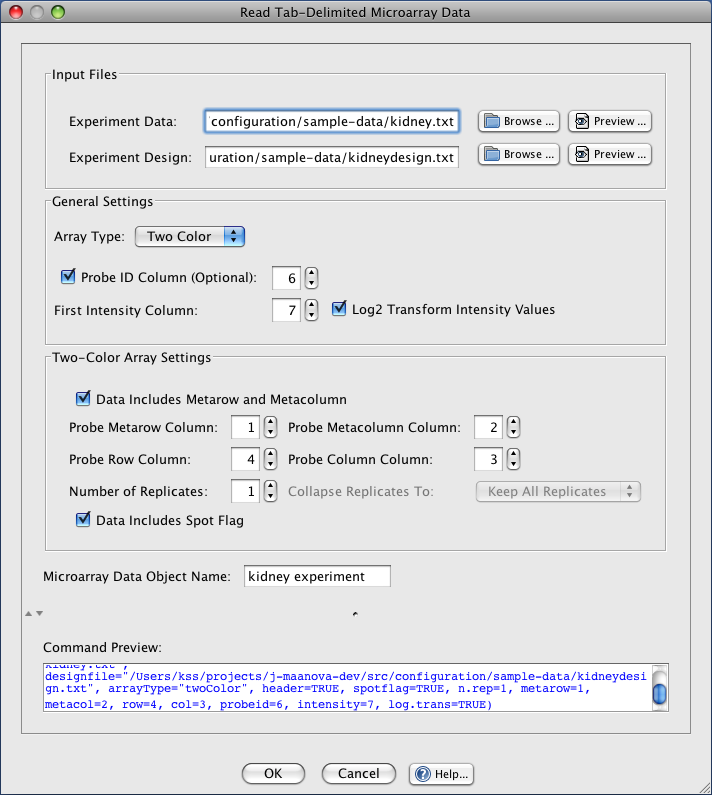 Read Tab-Delimited Microarray Data
Input Files
Experiment Data: configuration/sample-data/kidney.txt Browse ... Preview ...
Experiment Design: uration/sample-data/kidneydesign.txt Browse ... Preview ...
General Settings
Array Type: Two Color
Probe ID Column (Optional): 6
First Intensity Column: 7 Log2 Transform Intensity Values
Two-Color Array Settings
Data Includes Metarow and Metacolumn
Probe Metarow Column: 1 Probe Metacolumn Column: 2
Probe Row Column: 4 Probe Column Column: 3
Number of Replicates: 1 Collapse Replicates To: Keep All Replicates
Data Includes Spot Flag
Microarray Data Object Name: kidney experiment
Command Preview:
kidney.txt",
designfile="/Users/kss/projects/j-maanova-dev/src/configuration/sample-data/kidneydesi
gn.txt", arrayType="twoColor", header=TRUE, spotflag=TRUE, n.rep=1, metarow=1,
metacol=2, row=4, col=3, probeid=6, intensity=7, log.trans=TRUE)
OK Cancel Help...